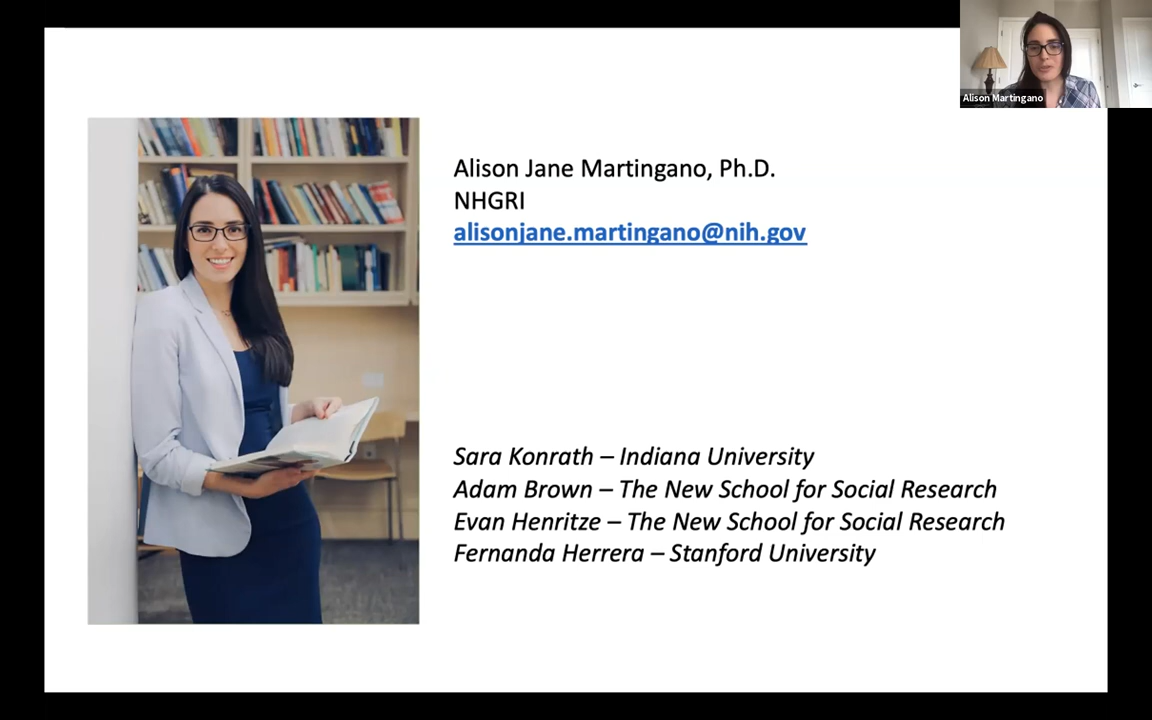 Alison Martingano
Alison Jane Martingano, Ph.D.
NHGRI
alisonjane.martingano@nih.gov
Sara Konrath – Indiana University
Adam Brown – The New School for Social Research
Evan Henritze – The New School for Social Research
Fernanda Herrera – Stanford University